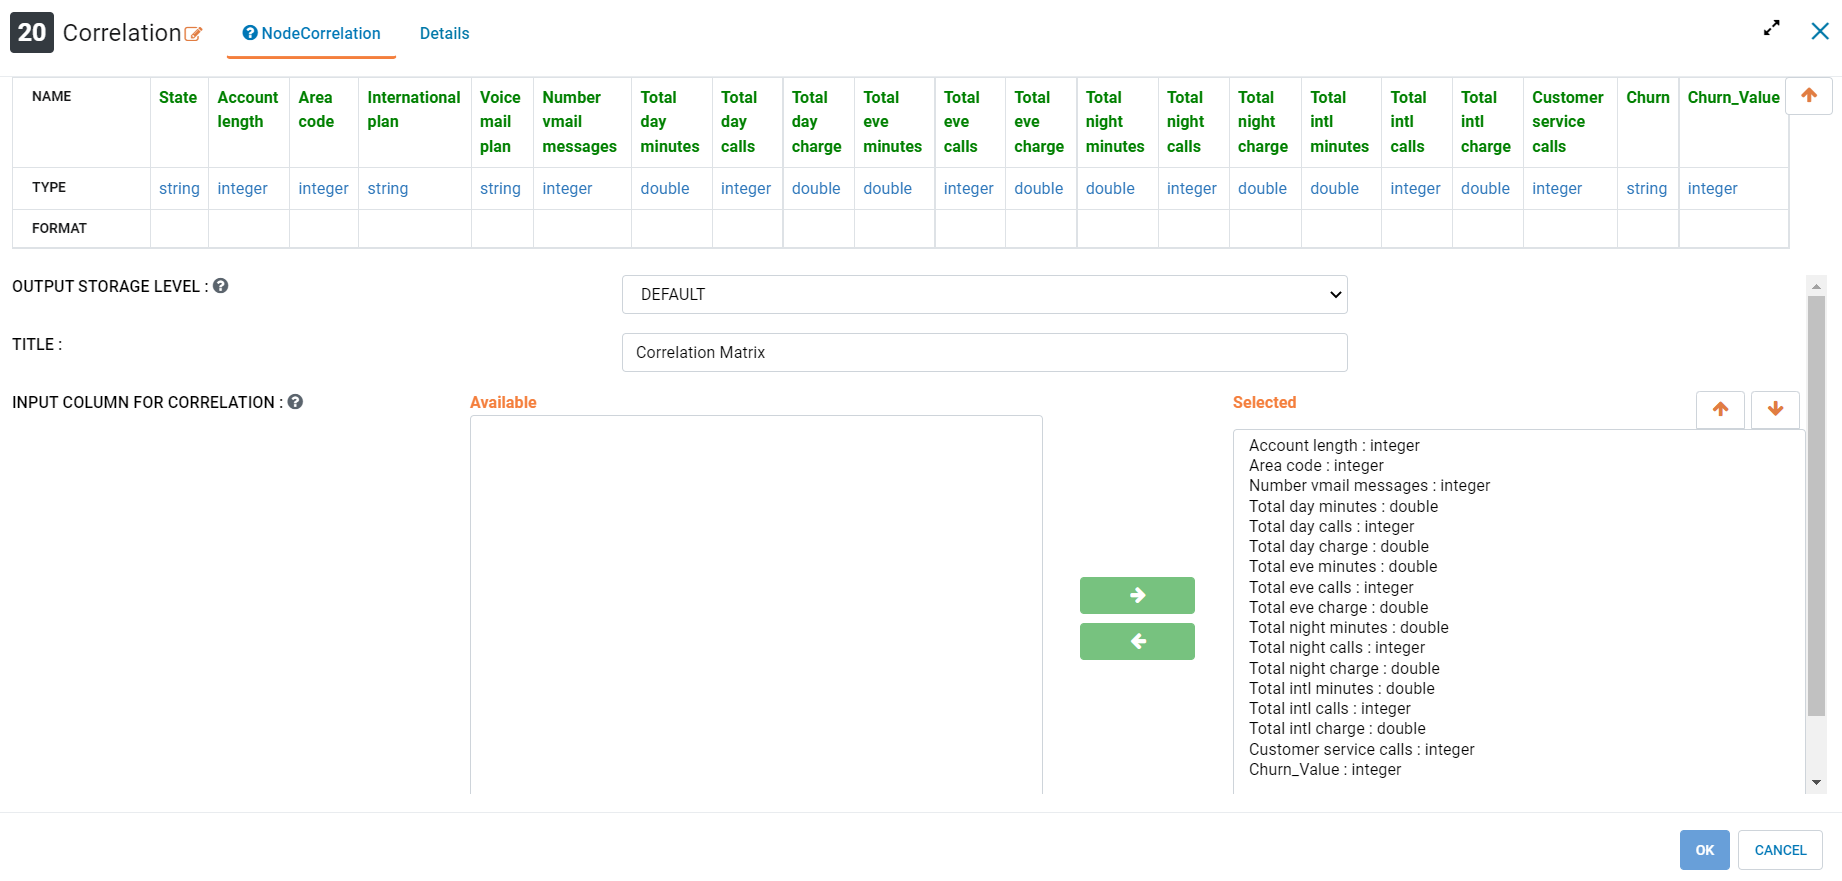 20 Correlation NodeCorrelation Details
NAME State Account length Area code International plan Voice mail plan Number vmail messages Total day minutes Total day calls Total day charge Total eve minutes Total eve calls Total eve charge Total night minutes Total night calls Total night charge Total intl minutes Total intl calls Total intl charge Customer service calls Churn Churn_Value
TYPE string integer integer string string integer double integer double double integer double double integer double double integer double integer string integer
FORMAT
OUTPUT STORAGE LEVEL :
DEFAULT
TITLE :
Correlation Matrix
INPUT COLUMN FOR CORRELATION :
Available
Selected
Account length : integer
Area code : integer
Number vmail messages : integer
Total day minutes : double
Total day calls : integer
Total day charge : double
Total eve minutes : double
Total eve calls : integer
Total eve charge : double
Total night minutes : double
Total night calls : integer
Total night charge : double
Total intl minutes : double
Total intl calls : integer
Total intl charge : double
Customer service calls : integer
Churn_Value : integer
OK CANCEL